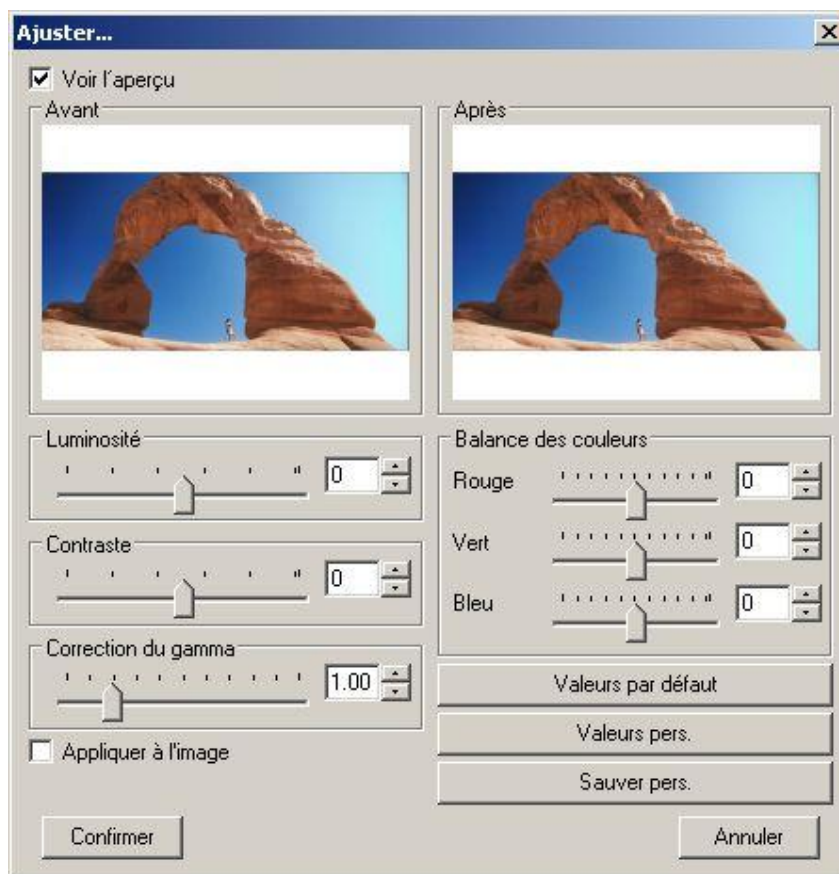 Ajuster...
Voir l'aperçu
Avant
Après
Luminosité
0
Contraste
0
Correction du gamma
1.00
Appliquer à l'image
Balance des couleurs
Rouge
0
Vert
0
Bleu
0
Valeurs par défaut
Valeurs pers.
Sauver pers.
Confirmer
Annuler